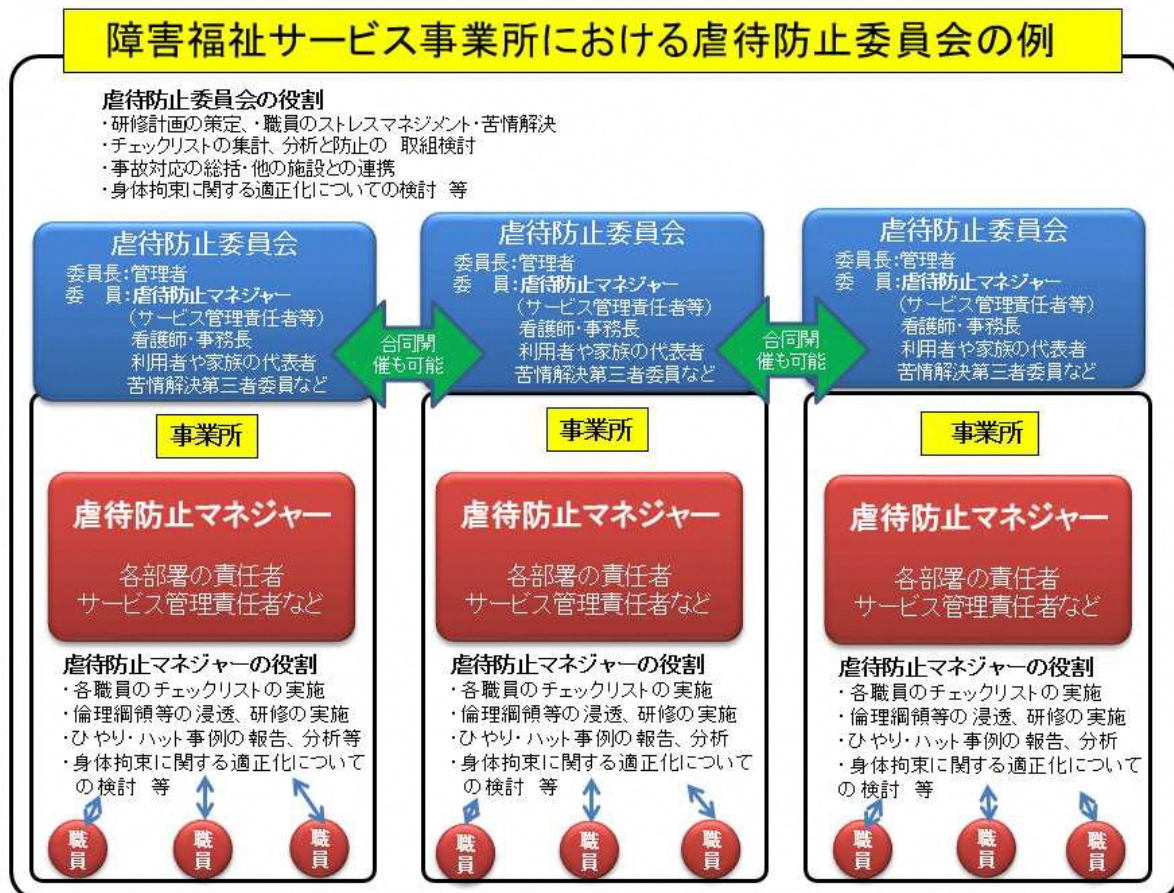 障害福祉サービス事業所における虐待防止委員会の例
虐待防止委員会の役割
・研修計画の策定、・職員のストレスマネジメント・苦情解決
・チェックリストの集計、分析と防止の 取組検討
・事故対応の総括・他の施設との連携
・身体拘束に関する適正化についての検討 等
虐待防止委員会
委員長:管理者
委 員:虐待防止マネジャー
(サービス管理責任者等)
看護師・事務長
利用者や家族の代表者
苦情解決第三者委員など
合同開
催も可能
虐待防止委員会
委員長:管理者
委 員:虐待防止マネジャー
(サービス管理責任者等)
看護師・事務長
利用者や家族の代表者
苦情解決第三者委員など
合同開
催も可能
虐待防止委員会
委員長:管理者
委 員:虐待防止マネジャー
(サービス管理責任者等)
看護師・事務長
利用者や家族の代表者
苦情解決第三者委員など
事業所
虐待防止マネジャー
各部署の責任者
サービス管理責任者など
虐待防止マネジャーの役割
・各職員のチェックリストの実施
・倫理綱領等の浸透、研修の実施
・ひやり・ハット事例の報告、分析等
・身体拘束に関する適正化について
の検討 等
職員
職員
職員
事業所
虐待防止マネジャー
各部署の責任者
サービス管理責任者など
虐待防止マネジャーの役割
・各職員のチェックリストの実施
・倫理綱領等の浸透、研修の実施
・ひやり・ハット事例の報告、分析
・身体拘束に関する適正化について
の検討 等
職員
職員
職員
事業所
虐待防止マネジャー
各部署の責任者
サービス管理責任者など
虐待防止マネジャーの役割
・各職員のチェックリストの実施
・倫理綱領等の浸透、研修の実施
・ひやり・ハット事例の報告、分析
・身体拘束に関する適正化について
の検討 等
職員
職員
職員